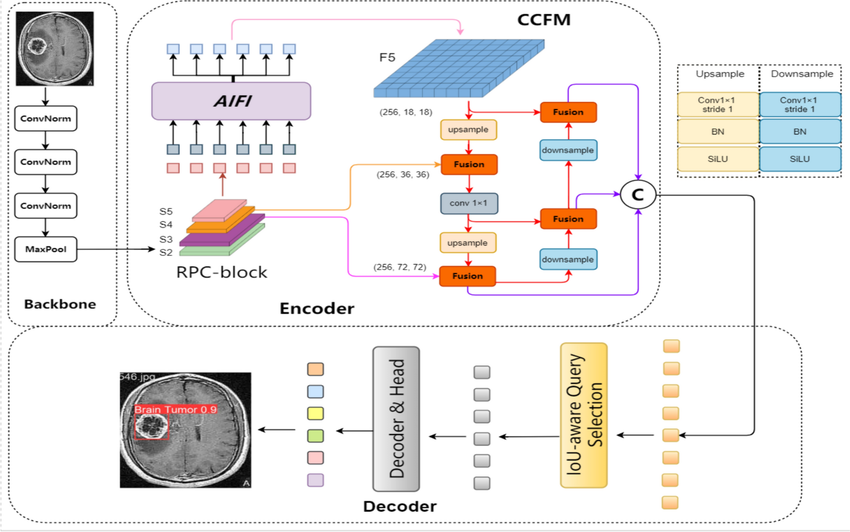 A
ConvNorm
ConvNorm
ConvNorm
MaxPool
Backbone
AIFI
S5
S4
S3
S2
RPC-block
Encoder
CCFM
F5
(256, 18, 18)
upsample
Fusion
(256, 36, 36)
conv 1×1
upsample
(256, 72, 72)
Fusion
Fusion
downsample
Fusion
downsample
C
Upsample
Downsample
Conv1×1
stride 1
Conv1×1
stride 1
BN
BN
SiLU
SiLU
546.jpg
Brain Tumor 0.9
A
Decoder & Head
IoU-aware Query
Selection
Decoder